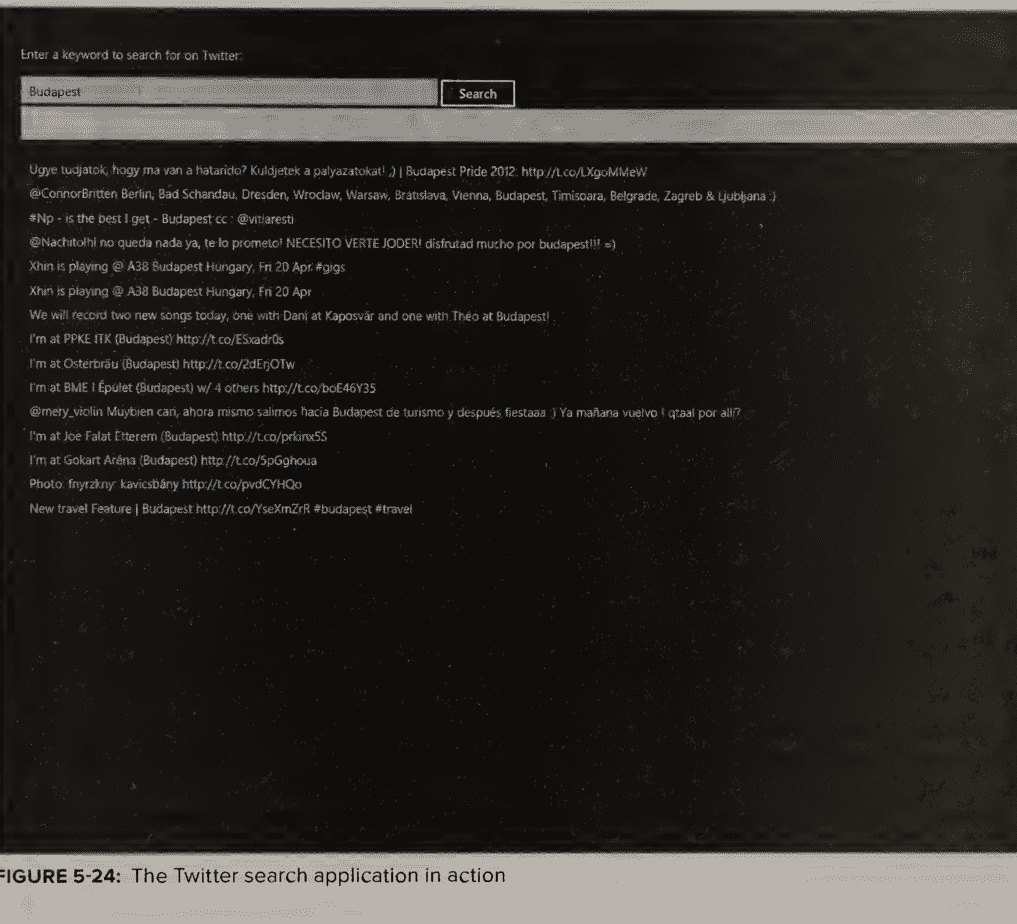 Enter a keyword to search for on Twitter:
Budapest
Search
Ugye tudjatok, hogy ma van a hatarido? Kuldjetek a palyazatokat! ;) | Budapest Pride 2012: http://t.co/LXgoMMeW
@ConnorBritten Berlin, Bad Schandau, Dresden, Wroclaw, Warsaw, Bratislava, Vienna, Budapest, Timisoara, Belgrade, Zagreb & Ljubljana :)
#Np - is the best I get - Budapest cc : @vitiaresti
@Nachitolhi no queda nada ya, te lo prometo! NECESITO VERTE JODER! disfrutad mucho por budapest!!! =)
Xhin is playing @ A38 Budapest Hungary, Fri 20 Apr #gigs
Xhin is playing @ A38 Budapest Hungary, Fri 20 Apr
We will record two new songs today, one with Dani at Kaposvár and one with Théo at Budapest!
I'm at PPKE ITK (Budapest) http://t.co/ESxadr0s
I'm at Osterbräu (Budapest) http://t.co/2dErjOTw
I'm at BME I Épület (Budapest) w/ 4 others http://t.co/boE46Y35
@mery_violin Muybien cari, ahora mismo salimos hacia Budapest de turismo y después fiestaaa :) Ya mañana vuelvo ! qtaal por alli?
I'm at Joe Falat Etterem (Budapest) http://t.co/prkinx5S
I'm at Gokart Aréna (Budapest) http://t.co/5pGghoua
Photo: fnyrzkny: kavicsbány http://t.co/pvdCYHQo
New travel Feature | Budapest http://t.co/YseXmZrR #budapest #travel
FIGURE 5-24: The Twitter search application in action